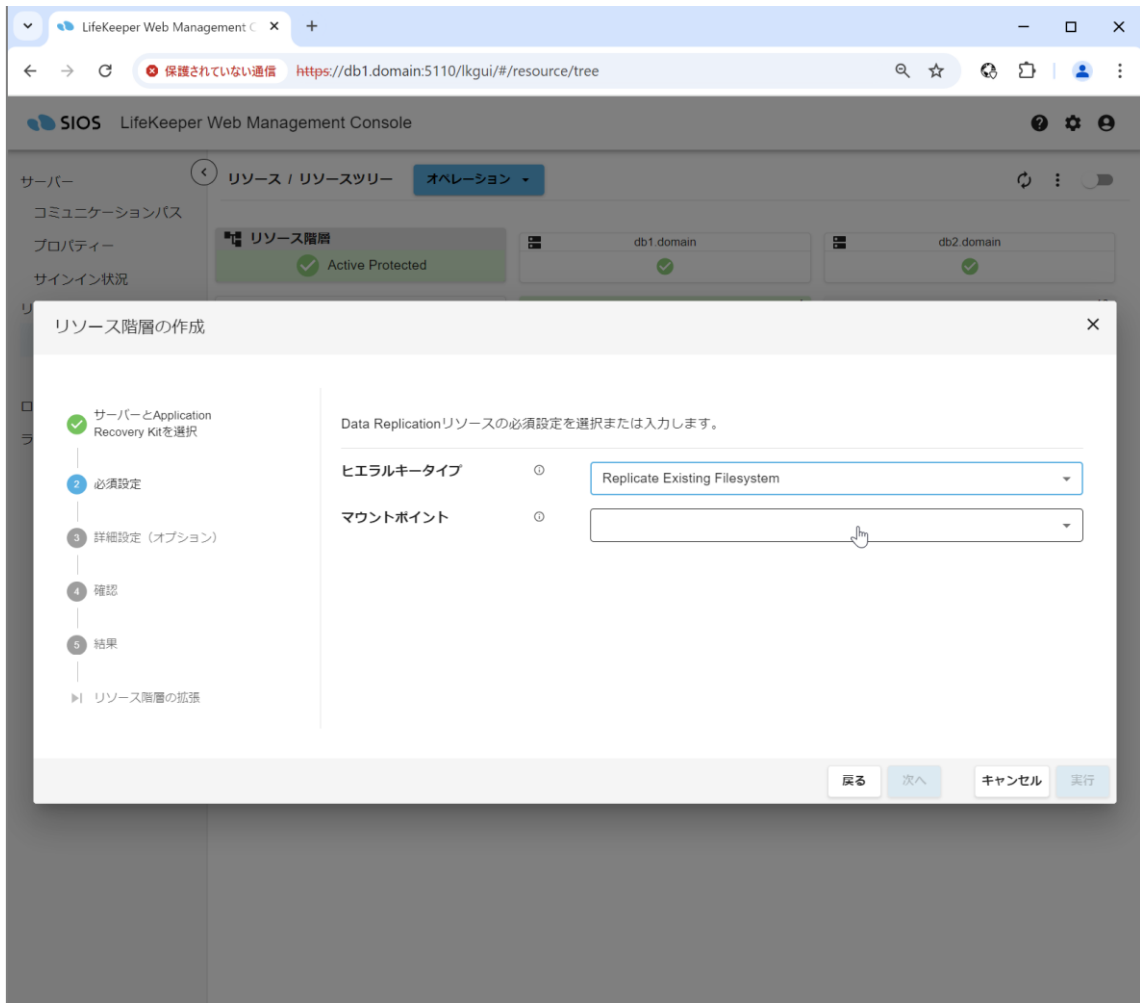 LifeKeeper Web Management C
保護されていない通信 https://db1.domain:5110/lkgui/#/resource/tree
SIOS LifeKeeper Web Management Console
サーバー
コミュニケーションパス
プロパティー
サインイン状況
リソース / リソースツリー
オペレーション
リソース階層
Active Protected
db1.domain
db2.domain
リ
ロ
ラ
リソース階層の作成
サーバーとApplication
Recovery Kitを選択
2 必須設定
3 詳細設定（オプション）
4 確認
5 結果
リソース階層の拡張
Data Replicationリソースの必須設定を選択または入力します。
ヒエラルキータイプ
Replicate Existing Filesystem
マウントポイント
戻る
次へ
キャンセル
実行